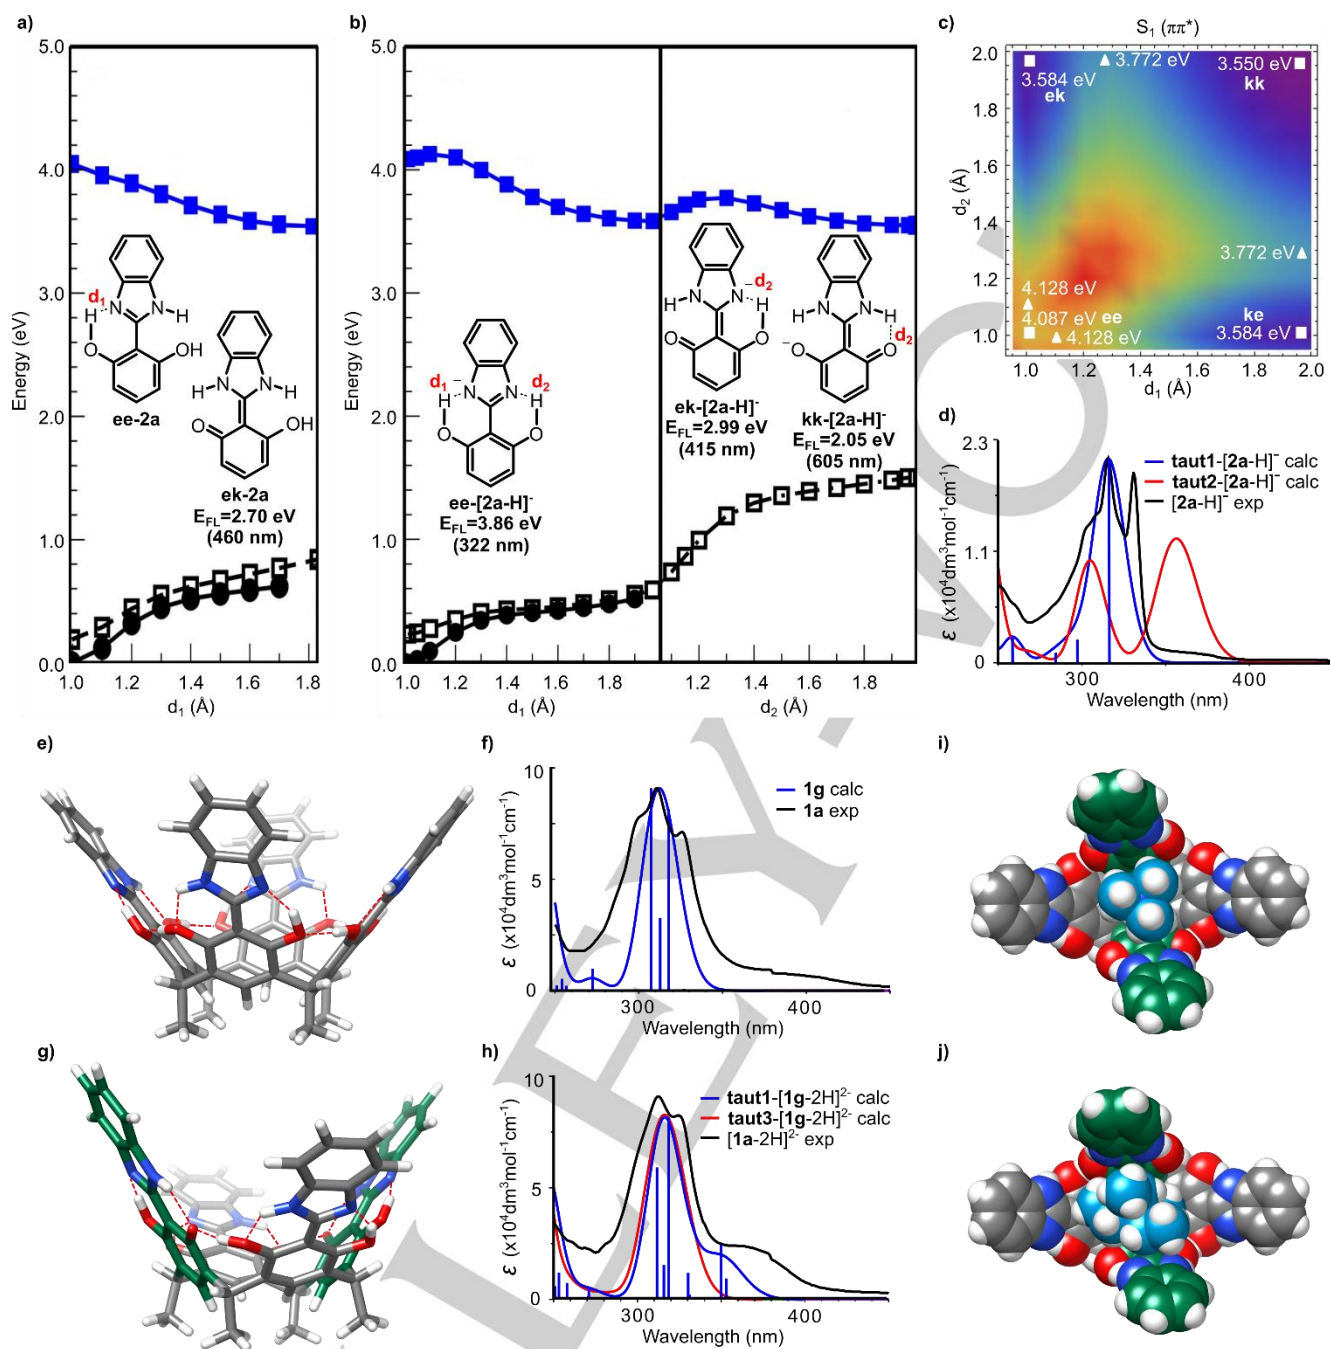 a)
5.0
4.0
3.0
2.0
1.0
0.0
Energy (eV)
1.0 1.2 1.4 1.6 1.8
d1 (Å)
d1
N
N
H
H
O
OH
ee-2a
H N
N H
O
OH
ek-2a
EFL=2.70 eV
(460 nm)
b)
5.0
4.0
3.0
2.0
1.0
0.0
Energy (eV)
1.0 1.2 1.4 1.6 1.8
d1 (Å)
1.2 1.4 1.6 1.8
d2 (Å)
d1
–
N
N
d2
H
H
O
O
ee-[2a-H]-
EFL=3.86 eV
(322 nm)
H
N
N
–
d2
H
O
O
ek-[2a-H]-
EFL=2.99 eV
(415 nm)
H
N
N
H
–
O
O
d2
kk-[2a-H]-
EFL=2.05 eV
(605 nm)
c)
S1 (ππ*)
2.0
1.8
1.6
1.4
1.2
1.0
d2 (Å)
3.584 eV
ek
3.772 eV
3.550 eV
kk
3.772 eV
4.128 eV
4.087 eV ee
4.128 eV
ke
3.584 eV
1.0 1.2 1.4 1.6 1.8 2.0
d1 (Å)
d)
2.3
1.1
0
ε (x10⁴dm³mol⁻¹cm⁻¹)
taut1-[2a-H]⁻ calc
taut2-[2a-H]⁻ calc
[2a-H]⁻ exp
300 400
Wavelength (nm)
e)
f)
10
5
0
ε (x10⁴dm³mol⁻¹cm⁻¹)
1g calc
1a exp
300 400
Wavelength (nm)
i)
g)
h)
10
5
0
ε (x10⁴dm³mol⁻¹cm⁻¹)
taut1-[1g-2H]²⁻ calc
taut3-[1g-2H]²⁻ calc
[1a-2H]²⁻ exp
300 400
Wavelength (nm)
j)